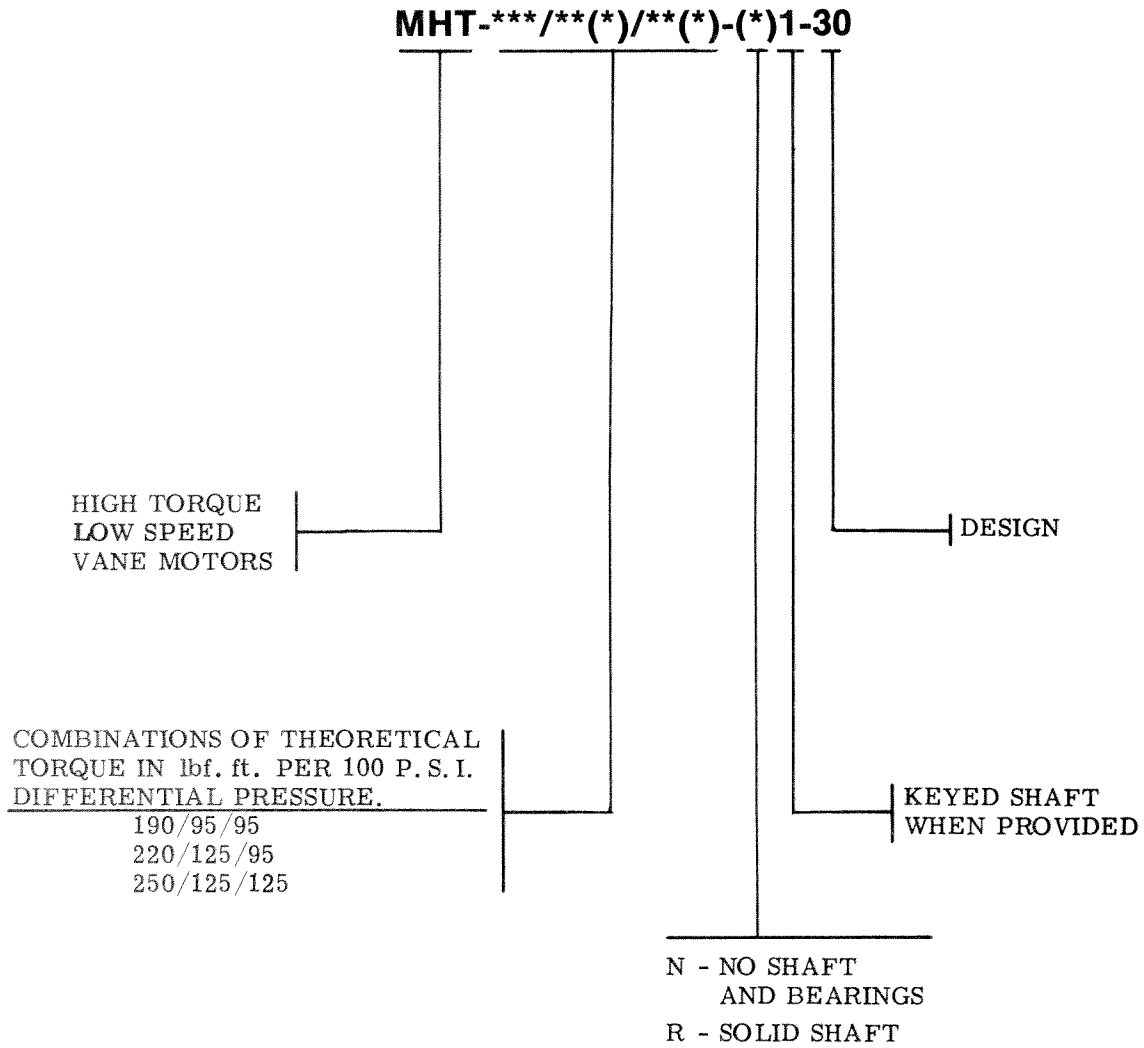 MHT-***/**(*)/**(*)-(*)1-30
HIGH TORQUE
LOW SPEED
VANE MOTORS
DESIGN
COMBINATIONS OF THEORETICAL
TORQUE IN lbf. ft. PER 100 P. S. I.
DIFFERENTIAL PRESSURE.
190/95/95
220/125/95
250/125/125
KEYED SHAFT
WHEN PROVIDED
N - NO SHAFT
AND BEARINGS
R - SOLID SHAFT